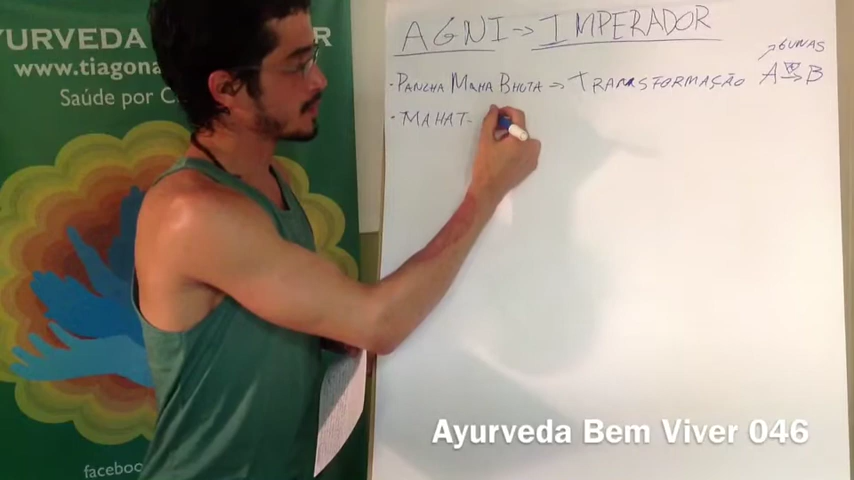 AYURVEDA
R
www.tiagona
Saúde por C
AGNI → IMPERADOR
GUNAS
· PANCHA MAHA BHUTA → TRANSFORMAÇÃO A → B
· MAHAT-
Ayurveda Bem Viver 046
faceboo